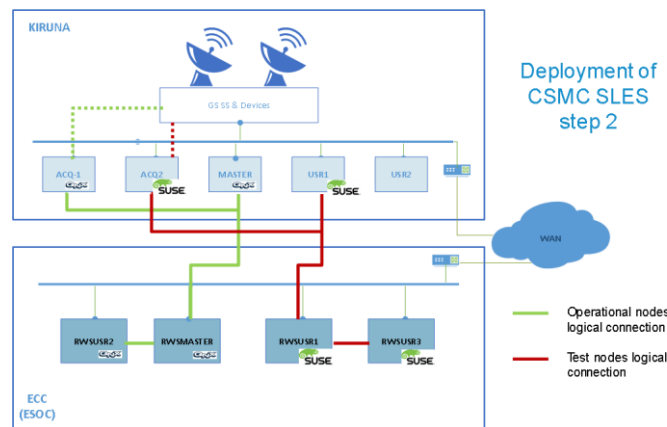 KIRUNA
Deployment of
CSMC SLES
step 2
GS SS & Devices
ACQ-1
ACQ2
MASTER
USR1
USR2
SUSE
SUSE
WAN
RWSUSR2
RWSMASTER
RWSUSR1
RWSUSR3
SUSE
SUSE
Operational nodes
logical connection
Test nodes logical
connection
ECC
(ESOC)